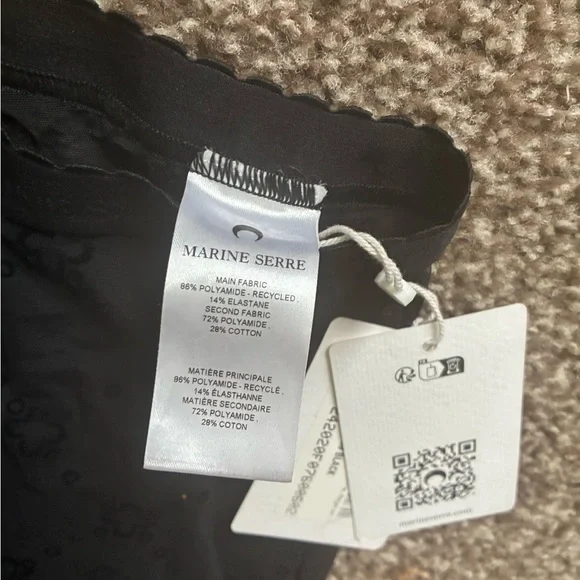 MARINE SERRE
MAIN FABRIC
86% POLYAMIDE - RECYCLED .
14% ELASTANE
SECOND FABRIC
72% POLYAMIDE .
28% COTTON
MATIÈRE PRINCIPALE
86% POLYAMIDE - RECYCLÉ .
14% ÉLASTHANNE
MATIÈRE SECONDAIRE
72% POLYAMIDE .
28% COTON
marineserre.com